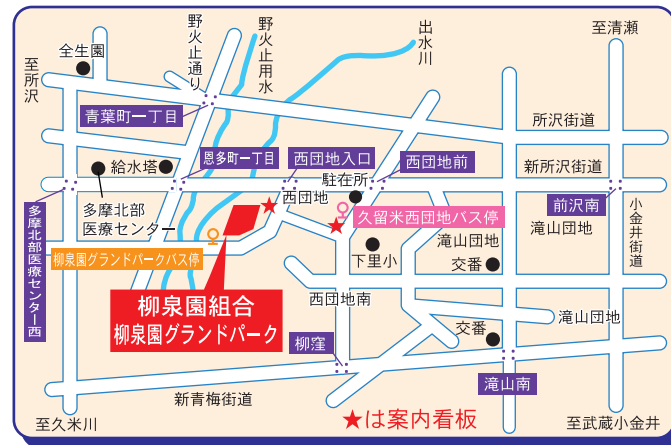 至所沢
全生園
野火止通り
野火止用水
出水川
至清瀬
青葉町一丁目
所沢街道
恩多町一丁目
西団地入口
西団地前
新所沢街道
給水塔
駐在所
西団地
多摩北部
医療センター
久留米西団地バス停
前沢南
小金井街道
滝山団地
滝山団地
多摩北部医療センター西
柳泉園グランドパークバス停
下里小
交番
柳泉園組合
柳泉園グランドパーク
西団地南
滝山団地
交番
柳窪
滝山南
新青梅街道
至久米川
★は案内看板
至武蔵小金井